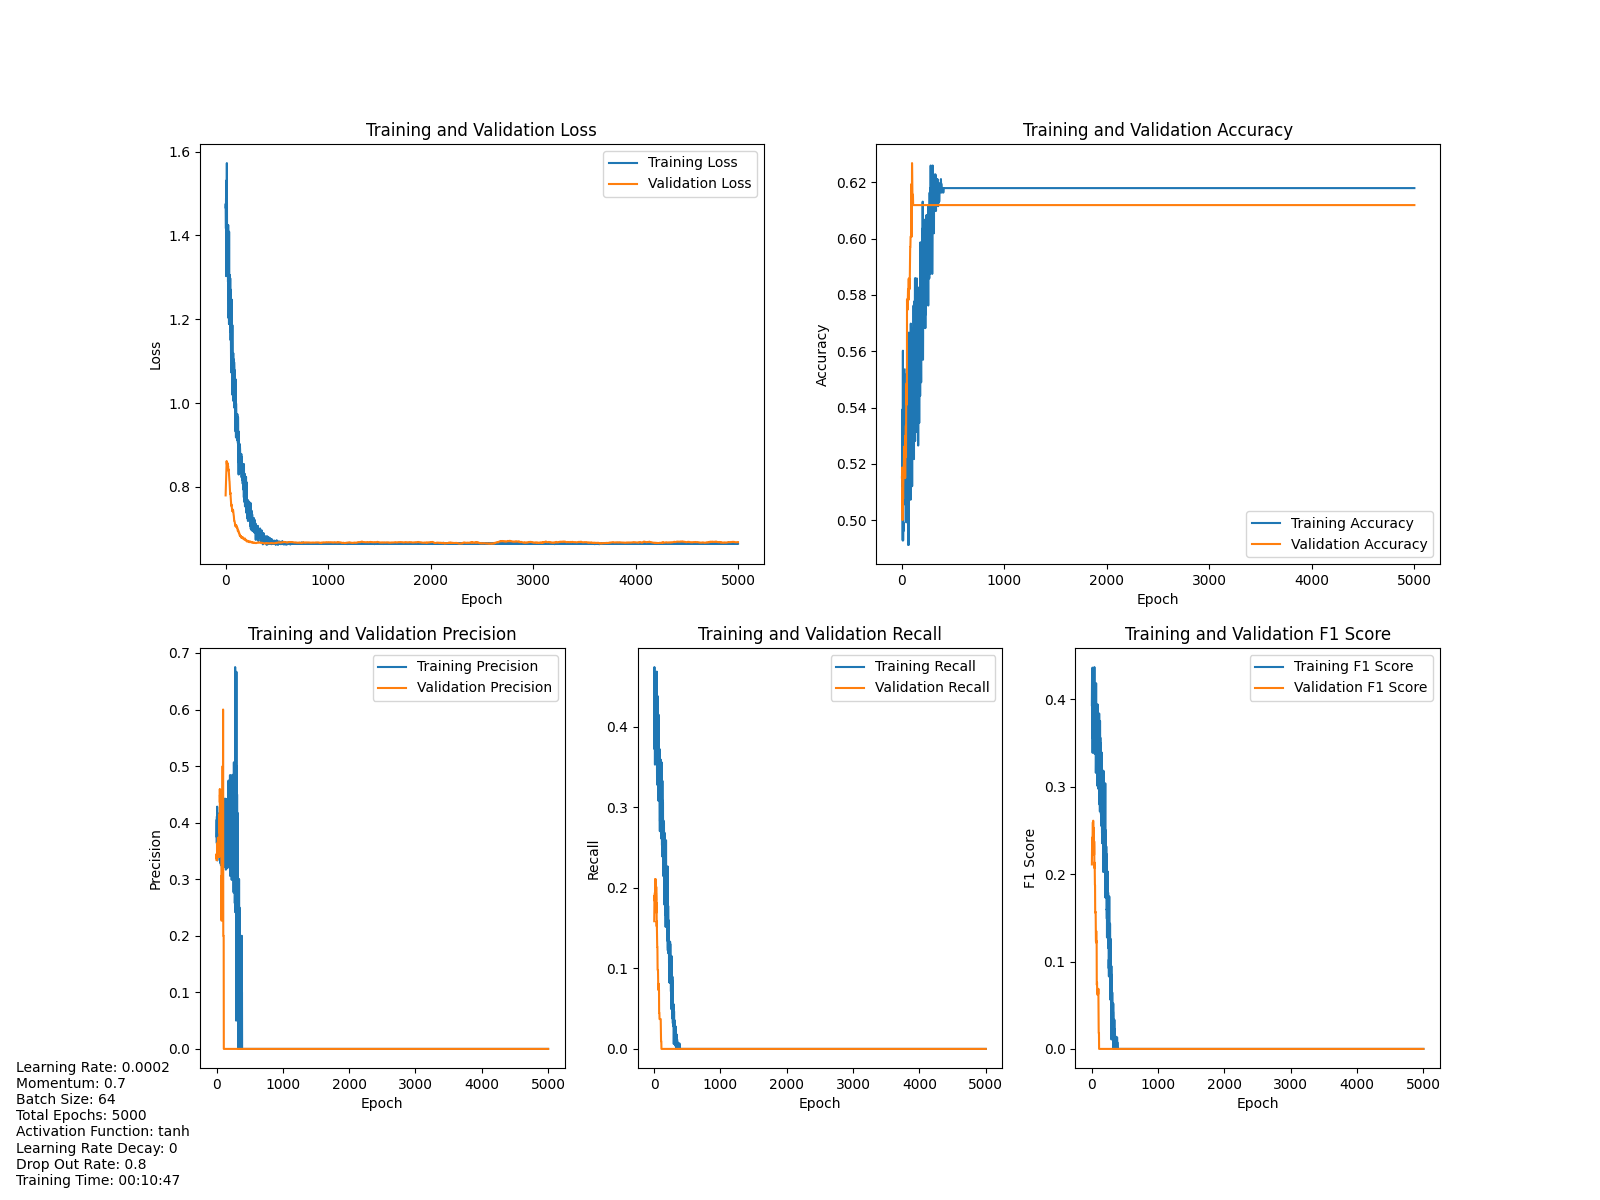 Training and Validation Loss
1.6
1.4
1.2
1.0
0.8
Loss
0
1000
2000
3000
4000
5000
Epoch
Training Loss
Validation Loss
Training and Validation Accuracy
0.62
0.60
0.58
0.56
0.54
0.52
0.50
Accuracy
0
1000
2000
3000
4000
5000
Epoch
Training Accuracy
Validation Accuracy
Training and Validation Precision
0.7
0.6
0.5
0.4
0.3
0.2
0.1
0.0
Precision
0
1000
2000
3000
4000
5000
Epoch
Training Precision
Validation Precision
Training and Validation Recall
0.4
0.3
0.2
0.1
0.0
Recall
0
1000
2000
3000
4000
5000
Epoch
Training Recall
Validation Recall
Training and Validation F1 Score
0.4
0.3
0.2
0.1
0.0
F1 Score
0
1000
2000
3000
4000
5000
Epoch
Training F1 Score
Validation F1 Score
Learning Rate: 0.0002
Momentum: 0.7
Batch Size: 64
Total Epochs: 5000
Activation Function: tanh
Learning Rate Decay: 0
Drop Out Rate: 0.8
Training Time: 00:10:47